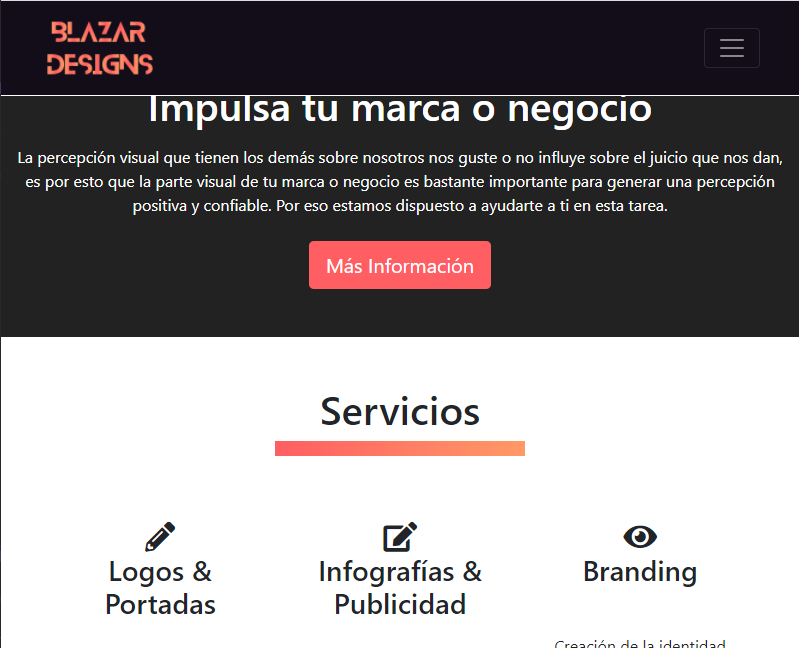 BLAZAR
DESIGNS
Impulsa tu marca o negocio
La percepción visual que tienen los demás sobre nosotros nos guste o no influye sobre el juicio que nos dan,
es por esto que la parte visual de tu marca o negocio es bastante importante para generar una percepción
positiva y confiable. Por eso estamos dispuesto a ayudarte a ti en esta tarea.
Más Información
Servicios
Logos &
Portadas
Infografías &
Publicidad
Branding
Creación de la identidad